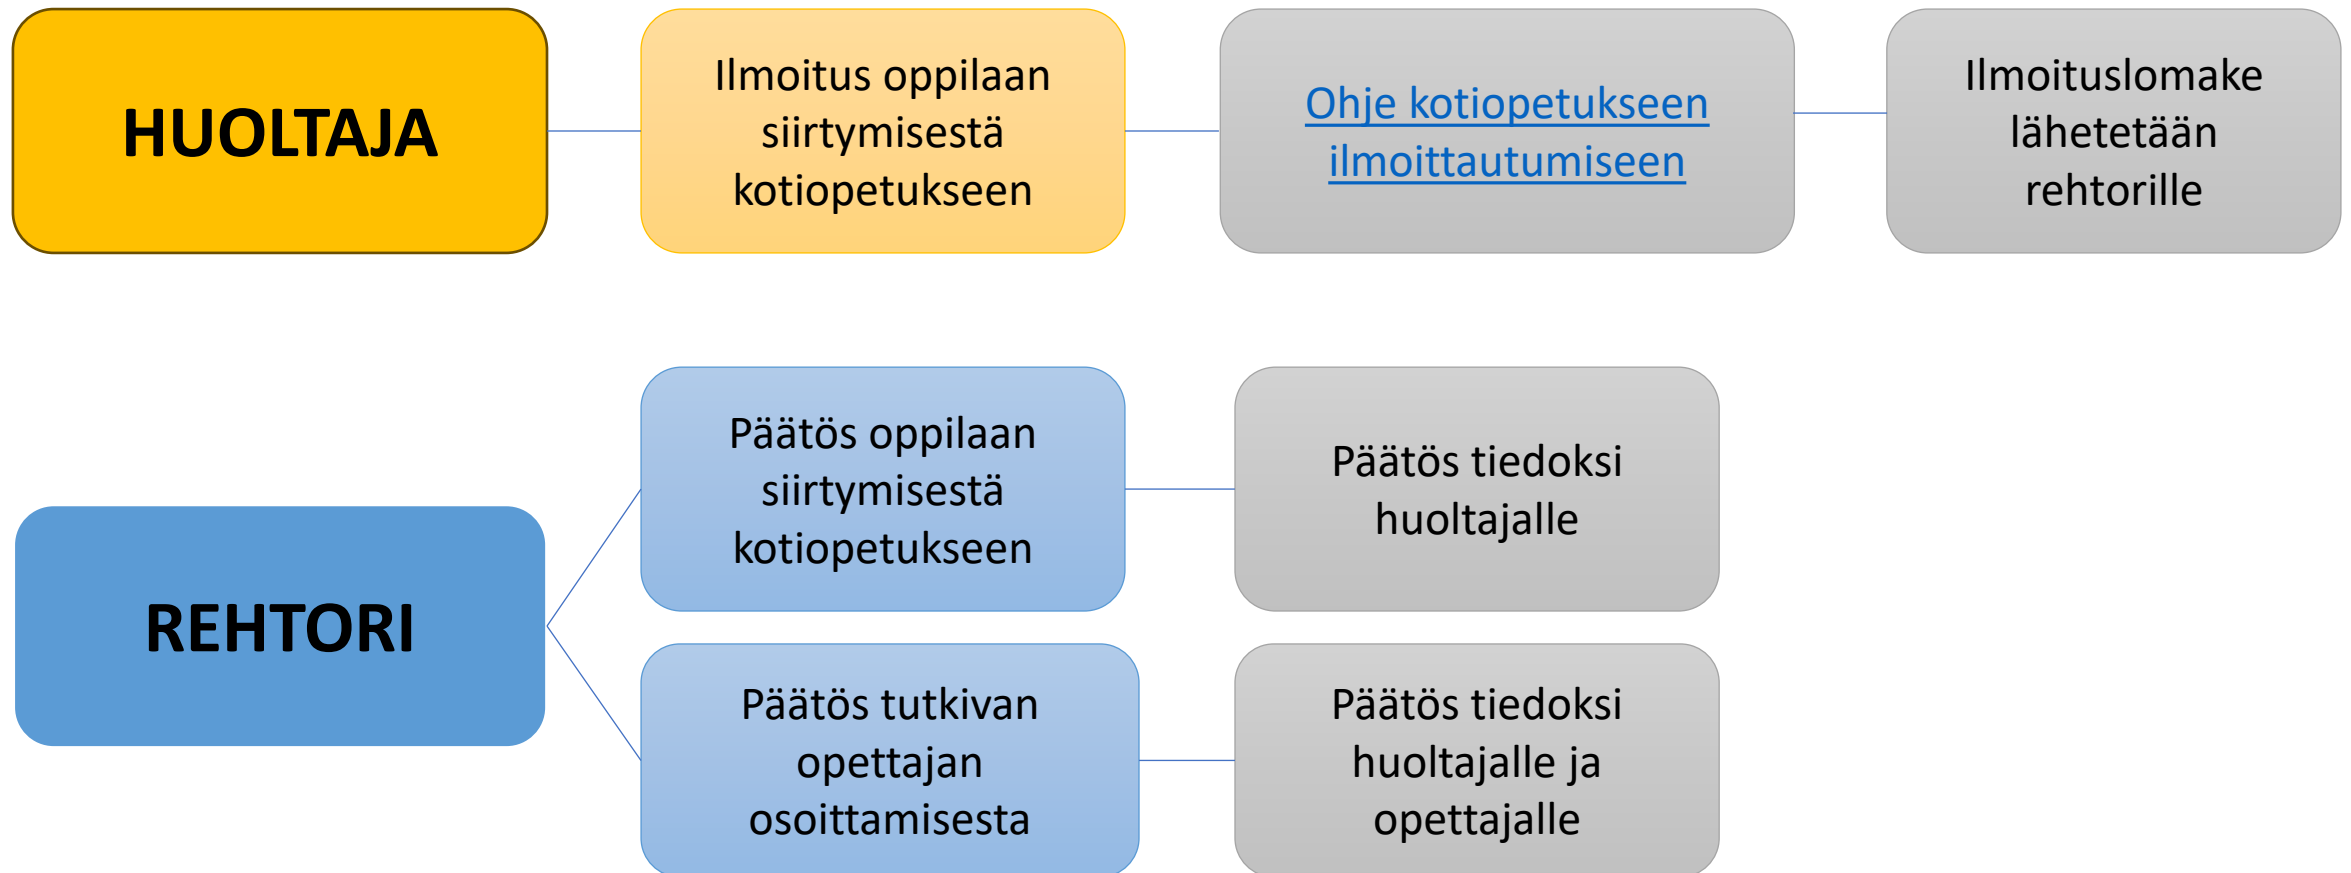 HUOLTAJA
Ilmoitus oppilaan
siirtymisestä
kotiopetukseen
Ohje kotiopetukseen
ilmoittautumiseen
Ilmoituslomake
lähetetään
rehtorille
REHTORI
Päätös oppilaan
siirtymisestä
kotiopetukseen
Päätös tiedoksi
huoltajalle
Päätös tutkivan
opettajan
osoittamisesta
Päätös tiedoksi
huoltajalle ja
opettajalle